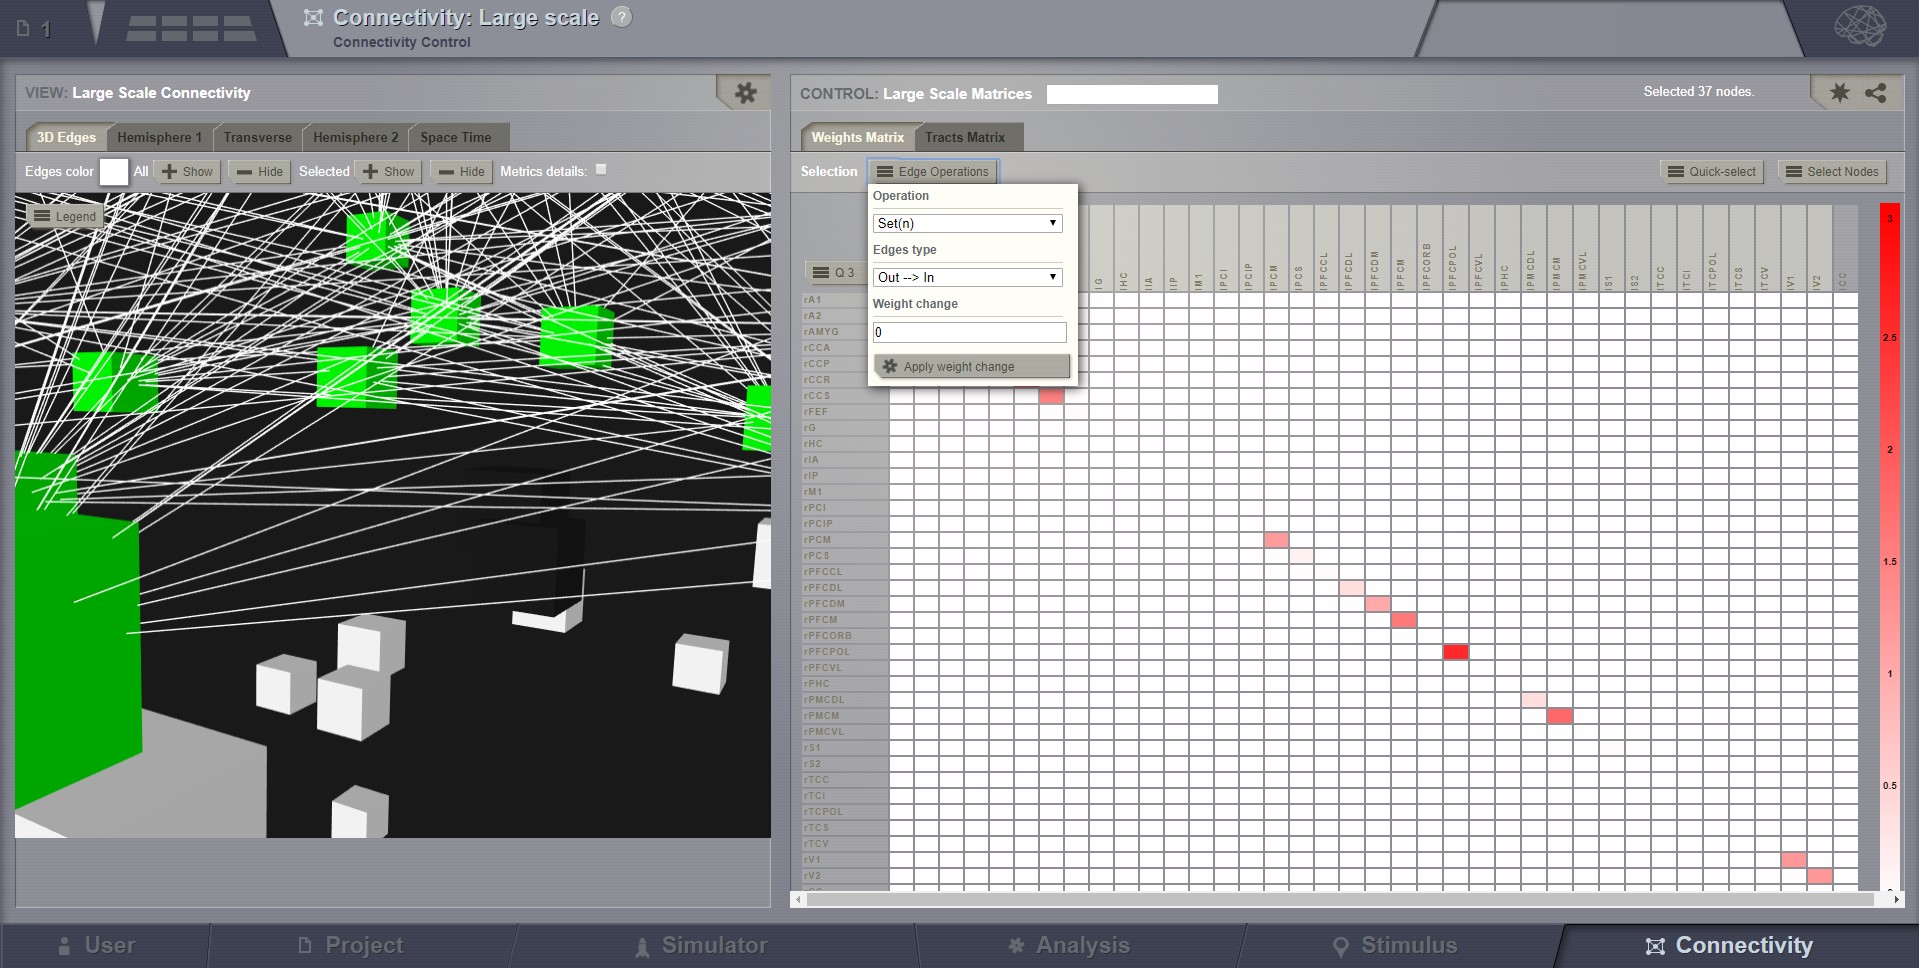 1
Connectivity: Large scale ?
Connectivity Control
VIEW: Large Scale Connectivity
3D Edges
Hemisphere 1
Transverse
Hemisphere 2
Space Time
Edges color
All
Show
Hide
Selected
Show
Hide
Metrics details:
Legend
CONTROL: Large Scale Matrices
Selected 37 nodes.
Weights Matrix
Tracts Matrix
Selection
Edge Operations
Quick-select
Select Nodes
Operation
Set(n)
Edges type
Out --> In
Weight change
0
Apply weight change
Q 3
lG
lHC
lIA
lIP
lM1
lPCI
lPCIP
lPCM
lPCS
lPFCCL
lPFCDL
lPFCDM
lPFCM
lPFCORB
lPFCPOL
lPFCVL
lPHC
lPMCDL
lPMCM
lPMCVL
lS1
lS2
lTCC
lTCI
lTCPOL
lTCS
lTCV
lV1
lV2
lCC
rA1
rA2
rAMYG
rCCA
rCCP
rCCR
rCCS
rFEF
rG
rHC
rIA
rIP
rM1
rPCI
rPCIP
rPCM
rPCS
rPFCCL
rPFCDL
rPFCDM
rPFCM
rPFCORB
rPFCPOL
rPFCVL
rPHC
rPMCDL
rPMCM
rPMCVL
rS1
rS2
rTCC
rTCI
rTCPOL
rTCS
rTCV
rV1
rV2
3
2.5
2
1.5
1
0.5
User
Project
Simulator
Analysis
Stimulus
Connectivity